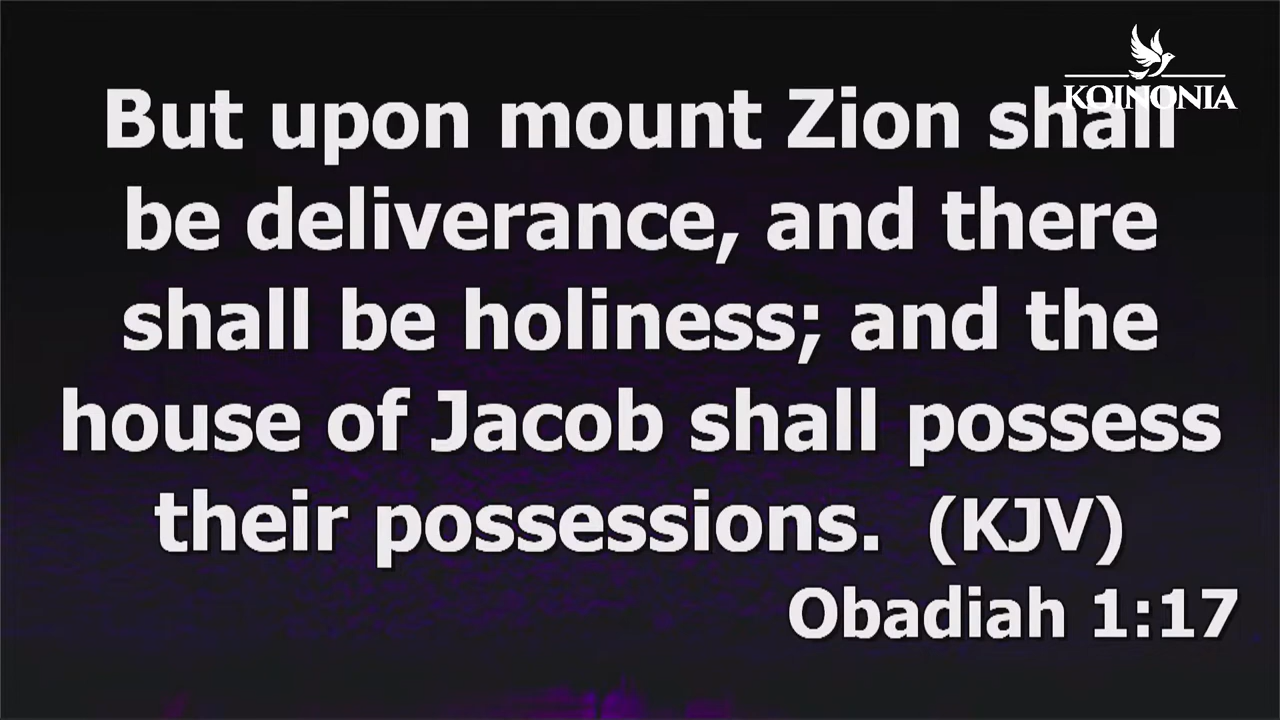 KOINONIA
But upon mount Zion shall
be deliverance, and there
shall be holiness; and the
house of Jacob shall possess
their possessions. (KJV)
Obadiah 1:17